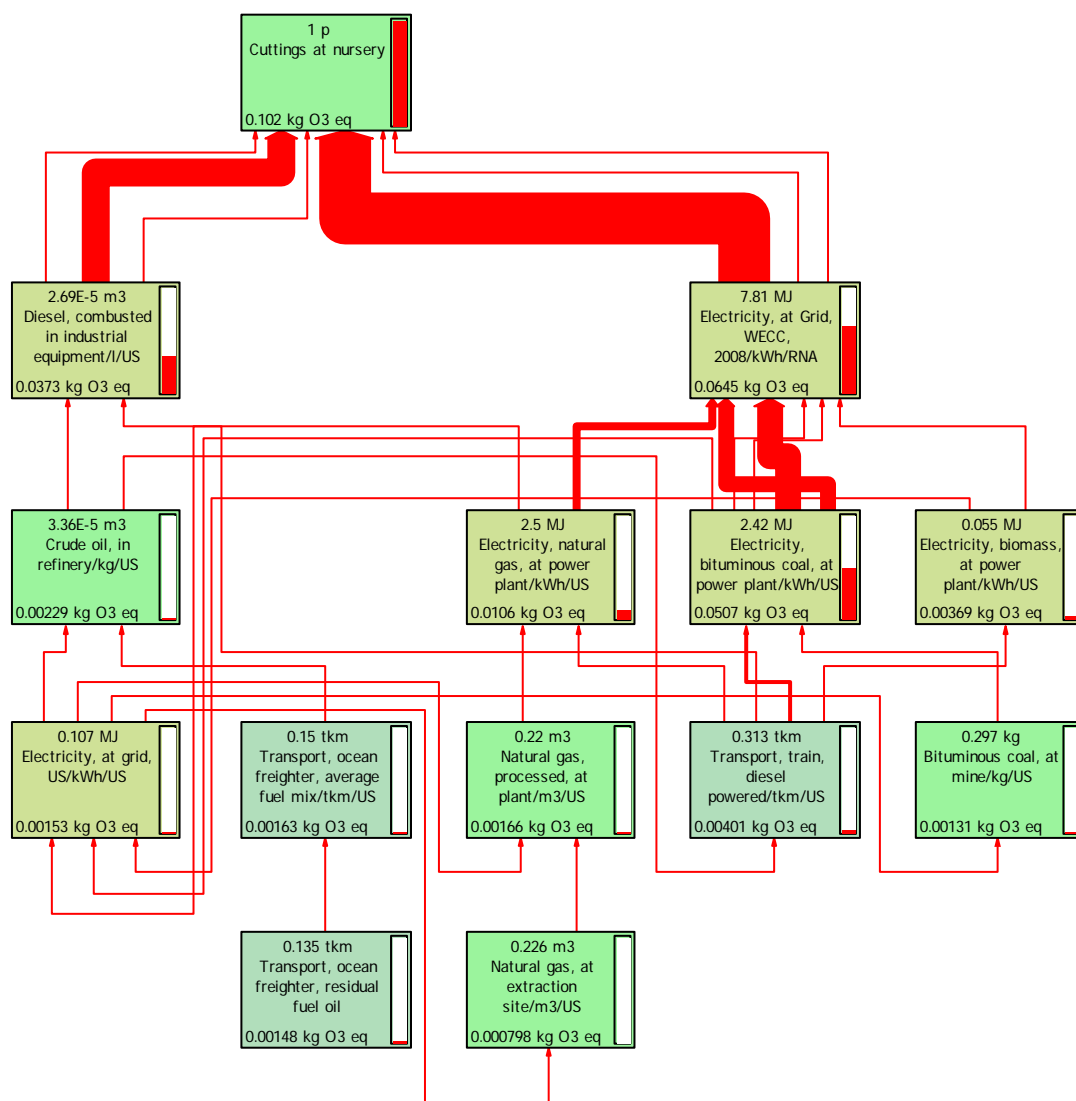 1 p
Cuttings at nursery
0.102 kg O3 eq
2.69E-5 m3
Diesel, combusted
in industrial
equipment/l/US
0.0373 kg O3 eq
7.81 MJ
Electricity, at Grid,
WECC,
2008/kWh/RNA
0.0645 kg O3 eq
3.36E-5 m3
Crude oil, in
refinery/kg/US
0.00229 kg O3 eq
2.5 MJ
Electricity, natural
gas, at power
plant/kWh/US
0.0106 kg O3 eq
2.42 MJ
Electricity,
bituminous coal, at
power plant/kWh/US
0.0507 kg O3 eq
0.055 MJ
Electricity, biomass,
at power
plant/kWh/US
0.00369 kg O3 eq
0.107 MJ
Electricity, at grid,
US/kWh/US
0.00153 kg O3 eq
0.15 tkm
Transport, ocean
freighter, average
fuel mix/tkm/US
0.00163 kg O3 eq
0.22 m3
Natural gas,
processed, at
plant/m3/US
0.00166 kg O3 eq
0.313 tkm
Transport, train,
diesel
powered/tkm/US
0.00401 kg O3 eq
0.297 kg
Bituminous coal, at
mine/kg/US
0.00131 kg O3 eq
0.135 tkm
Transport, ocean
freighter, residual
fuel oil
0.00148 kg O3 eq
0.226 m3
Natural gas, at
extraction
site/m3/US
0.000798 kg O3 eq